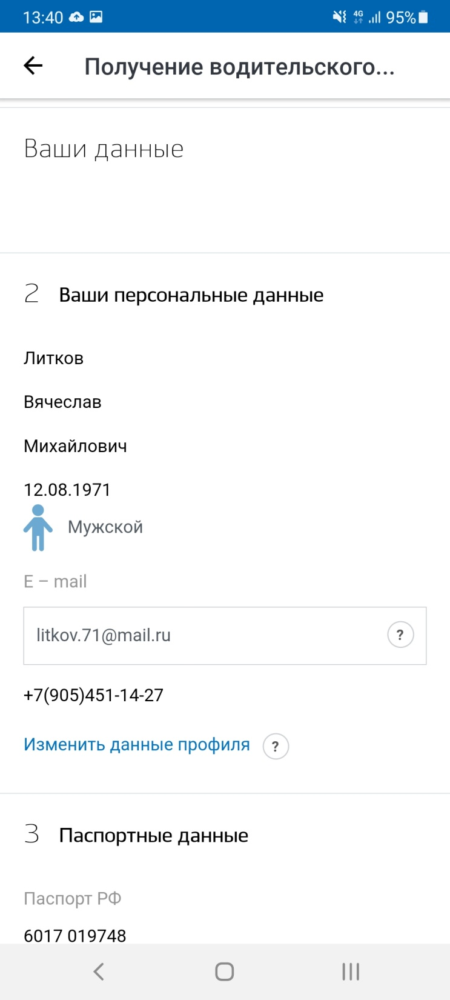 13:40 4G 95%
Получение водительского...
Ваши данные
2 Ваши персональные данные
Литков
Вячеслав
Михайлович
12.08.1971
Мужской
E – mail
litkov.71@mail.ru ?
+7(905)451-14-27
Изменить данные профиля ?
3 Паспортные данные
Паспорт РФ
6017 019748